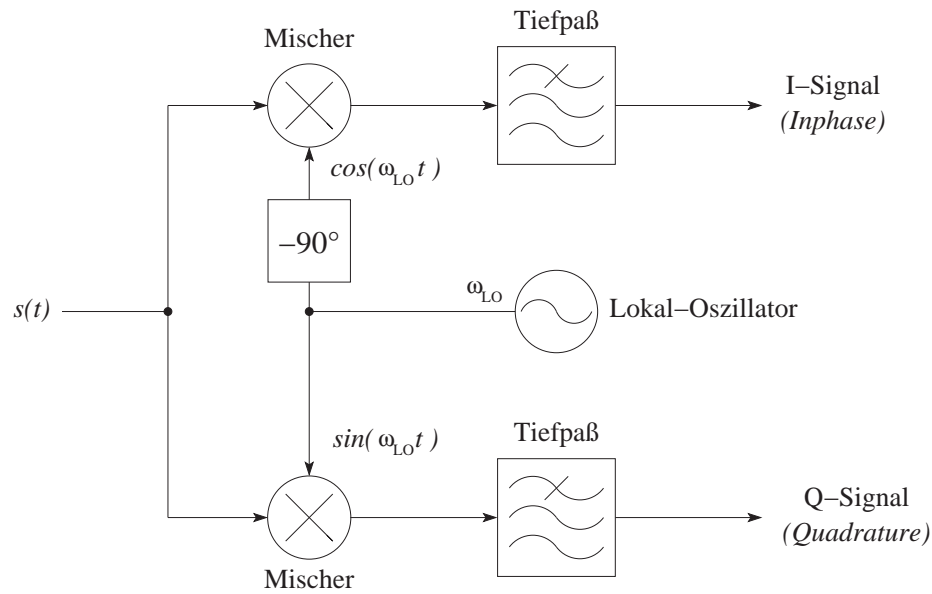 Mischer
Tiefpaß
I–Signal
(Inphase)
cos(ω_LO t)
–90°
s(t)
ω_LO
Lokal–Oszillator
sin(ω_LO t)
Tiefpaß
Q–Signal
(Quadrature)
Mischer